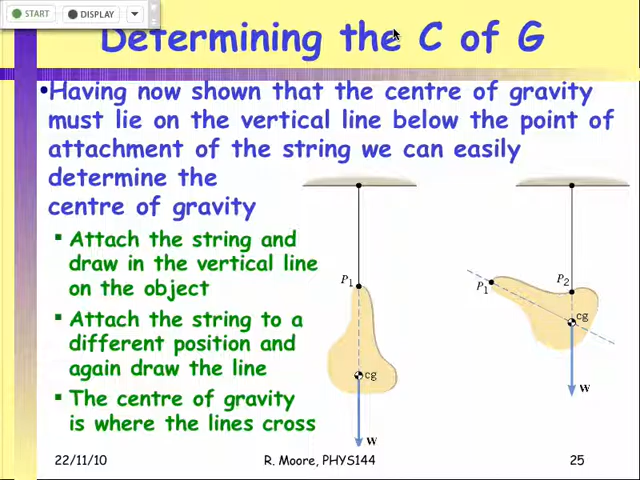 START
DISPLAY
Determining the C of G
•Having now shown that the centre of gravity
must lie on the vertical line below the point of
attachment of the string we can easily
determine the
centre of gravity
▪ Attach the string and
draw in the vertical line
on the object
▪ Attach the string to a
different position and
again draw the line
▪ The centre of gravity
is where the lines cross
P1
cg
W
P1
P2
cg
W
22/11/10
R. Moore, PHYS144
25